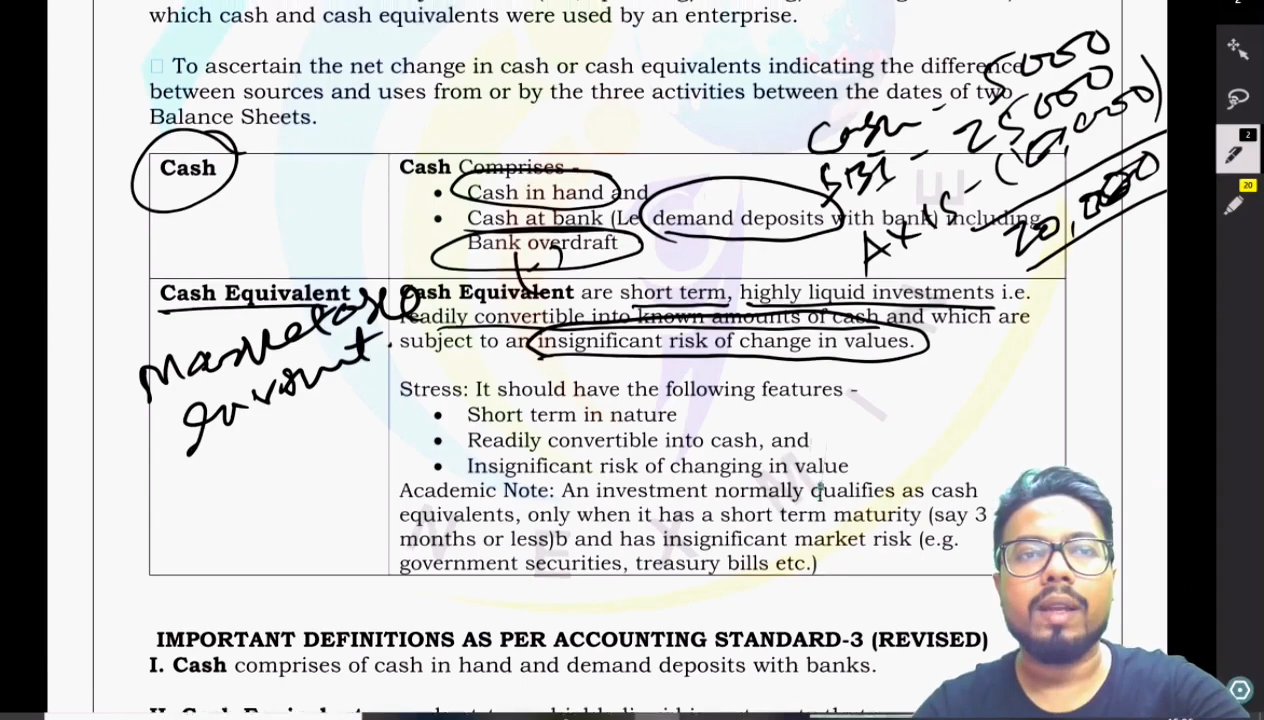 which cash and cash equivalents were used by an enterprise.
To ascertain the net change in cash or cash equivalents indicating the difference
between sources and uses from or by the three activities between the dates of two
Balance Sheets.
Cash - 5000
SBI - 25000
AXIS - (10,000)
20,000
Cash
Cash Comprises -
• Cash in hand and
• Cash at bank (I.e demand deposits with bank) including
Bank overdraft
Cash Equivalent
Cash Equivalent are short term, highly liquid investments i.e.
readily convertible into known amounts of cash and which are
subject to an insignificant risk of change in values.
Stress: It should have the following features -
• Short term in nature
• Readily convertible into cash, and
• Insignificant risk of changing in value
Academic Note: An investment normally qualifies as cash
equivalents, only when it has a short term maturity (say 3
months or less)b and has insignificant market risk (e.g.
government securities, treasury bills etc.)
IMPORTANT DEFINITIONS AS PER ACCOUNTING STANDARD-3 (REVISED)
I. Cash comprises of cash in hand and demand deposits with banks.
2
20
N E X M I E